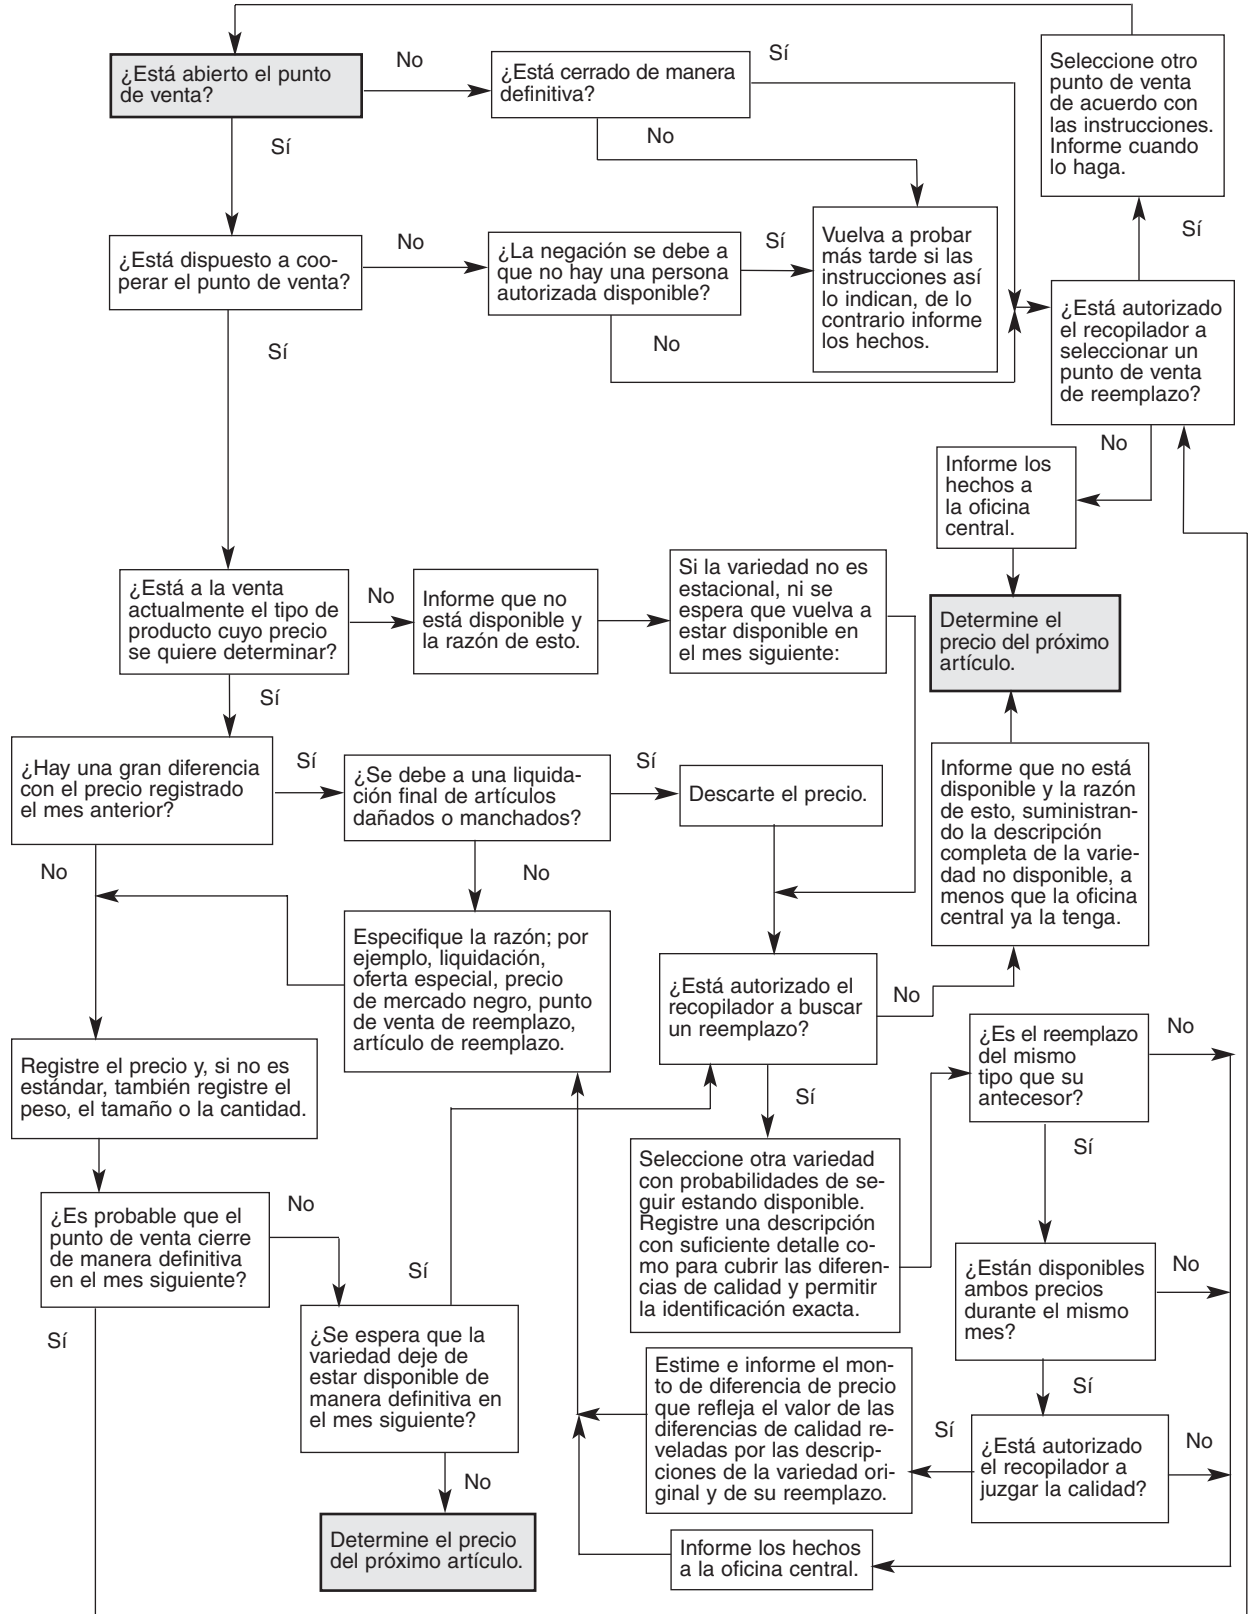 ¿Está abierto el punto
de venta?
No
¿Está cerrado de manera
definitiva?
Sí
Seleccione otro
punto de venta
de acuerdo con
las instrucciones.
Informe cuando
lo haga.
Sí
No
Sí
¿Está dispuesto a coo-
perar el punto de venta?
No
¿La negación se debe a
que no hay una persona
autorizada disponible?
Sí
Vuelva a probar
más tarde si las
instrucciones así
lo indican, de lo
contrario informe
los hechos.
¿Está autorizado
el recopilador a
seleccionar un
punto de venta
de reemplazo?
Sí
No
No
Informe los
hechos a
la oficina
central.
¿Está a la venta
actualmente el tipo de
producto cuyo precio
se quiere determinar?
No
Informe que no
está disponible y
la razón de esto.
Si la variedad no es
estacional, ni se
espera que vuelva a
estar disponible en
el mes siguiente:
Determine el
precio del próximo
artículo.
Sí
¿Hay una gran diferencia
con el precio registrado
el mes anterior?
Sí
¿Se debe a una liquida-
ción final de artículos
dañados o manchados?
Sí
Descarte el precio.
Informe que no está
disponible y la razón
de esto, suministran-
do la descripción
completa de la varie-
dad no disponible, a
menos que la oficina
central ya la tenga.
No
No
Especifique la razón; por
ejemplo, liquidación,
oferta especial, precio
de mercado negro, punto
de venta de reemplazo,
artículo de reemplazo.
¿Está autorizado el
recopilador a buscar
un reemplazo?
No
¿Es el reemplazo
del mismo
tipo que su
antecesor?
No
Registre el precio y, si no es
estándar, también registre el
peso, el tamaño o la cantidad.
Sí
Sí
Seleccione otra variedad
con probabilidades de se-
guir estando disponible.
Registre una descripción
con suficiente detalle co-
mo para cubrir las diferen-
cias de calidad y permitir
la identificación exacta.
¿Es probable que el
punto de venta cierre
de manera definitiva
en el mes siguiente?
No
Sí
¿Están disponibles
ambos precios
durante el mismo
mes?
No
Sí
¿Se espera que la
variedad deje de
estar disponible de
manera definitiva en
el mes siguiente?
Estime e informe el mon-
to de diferencia de precio
que refleja el valor de las
diferencias de calidad re-
veladas por las descrip-
ciones de la variedad ori-
ginal y de su reemplazo.
Sí
Sí
¿Está autorizado
el recopilador a
juzgar la calidad?
No
No
Determine el precio
del próximo artículo.
Informe los hechos
a la oficina central.